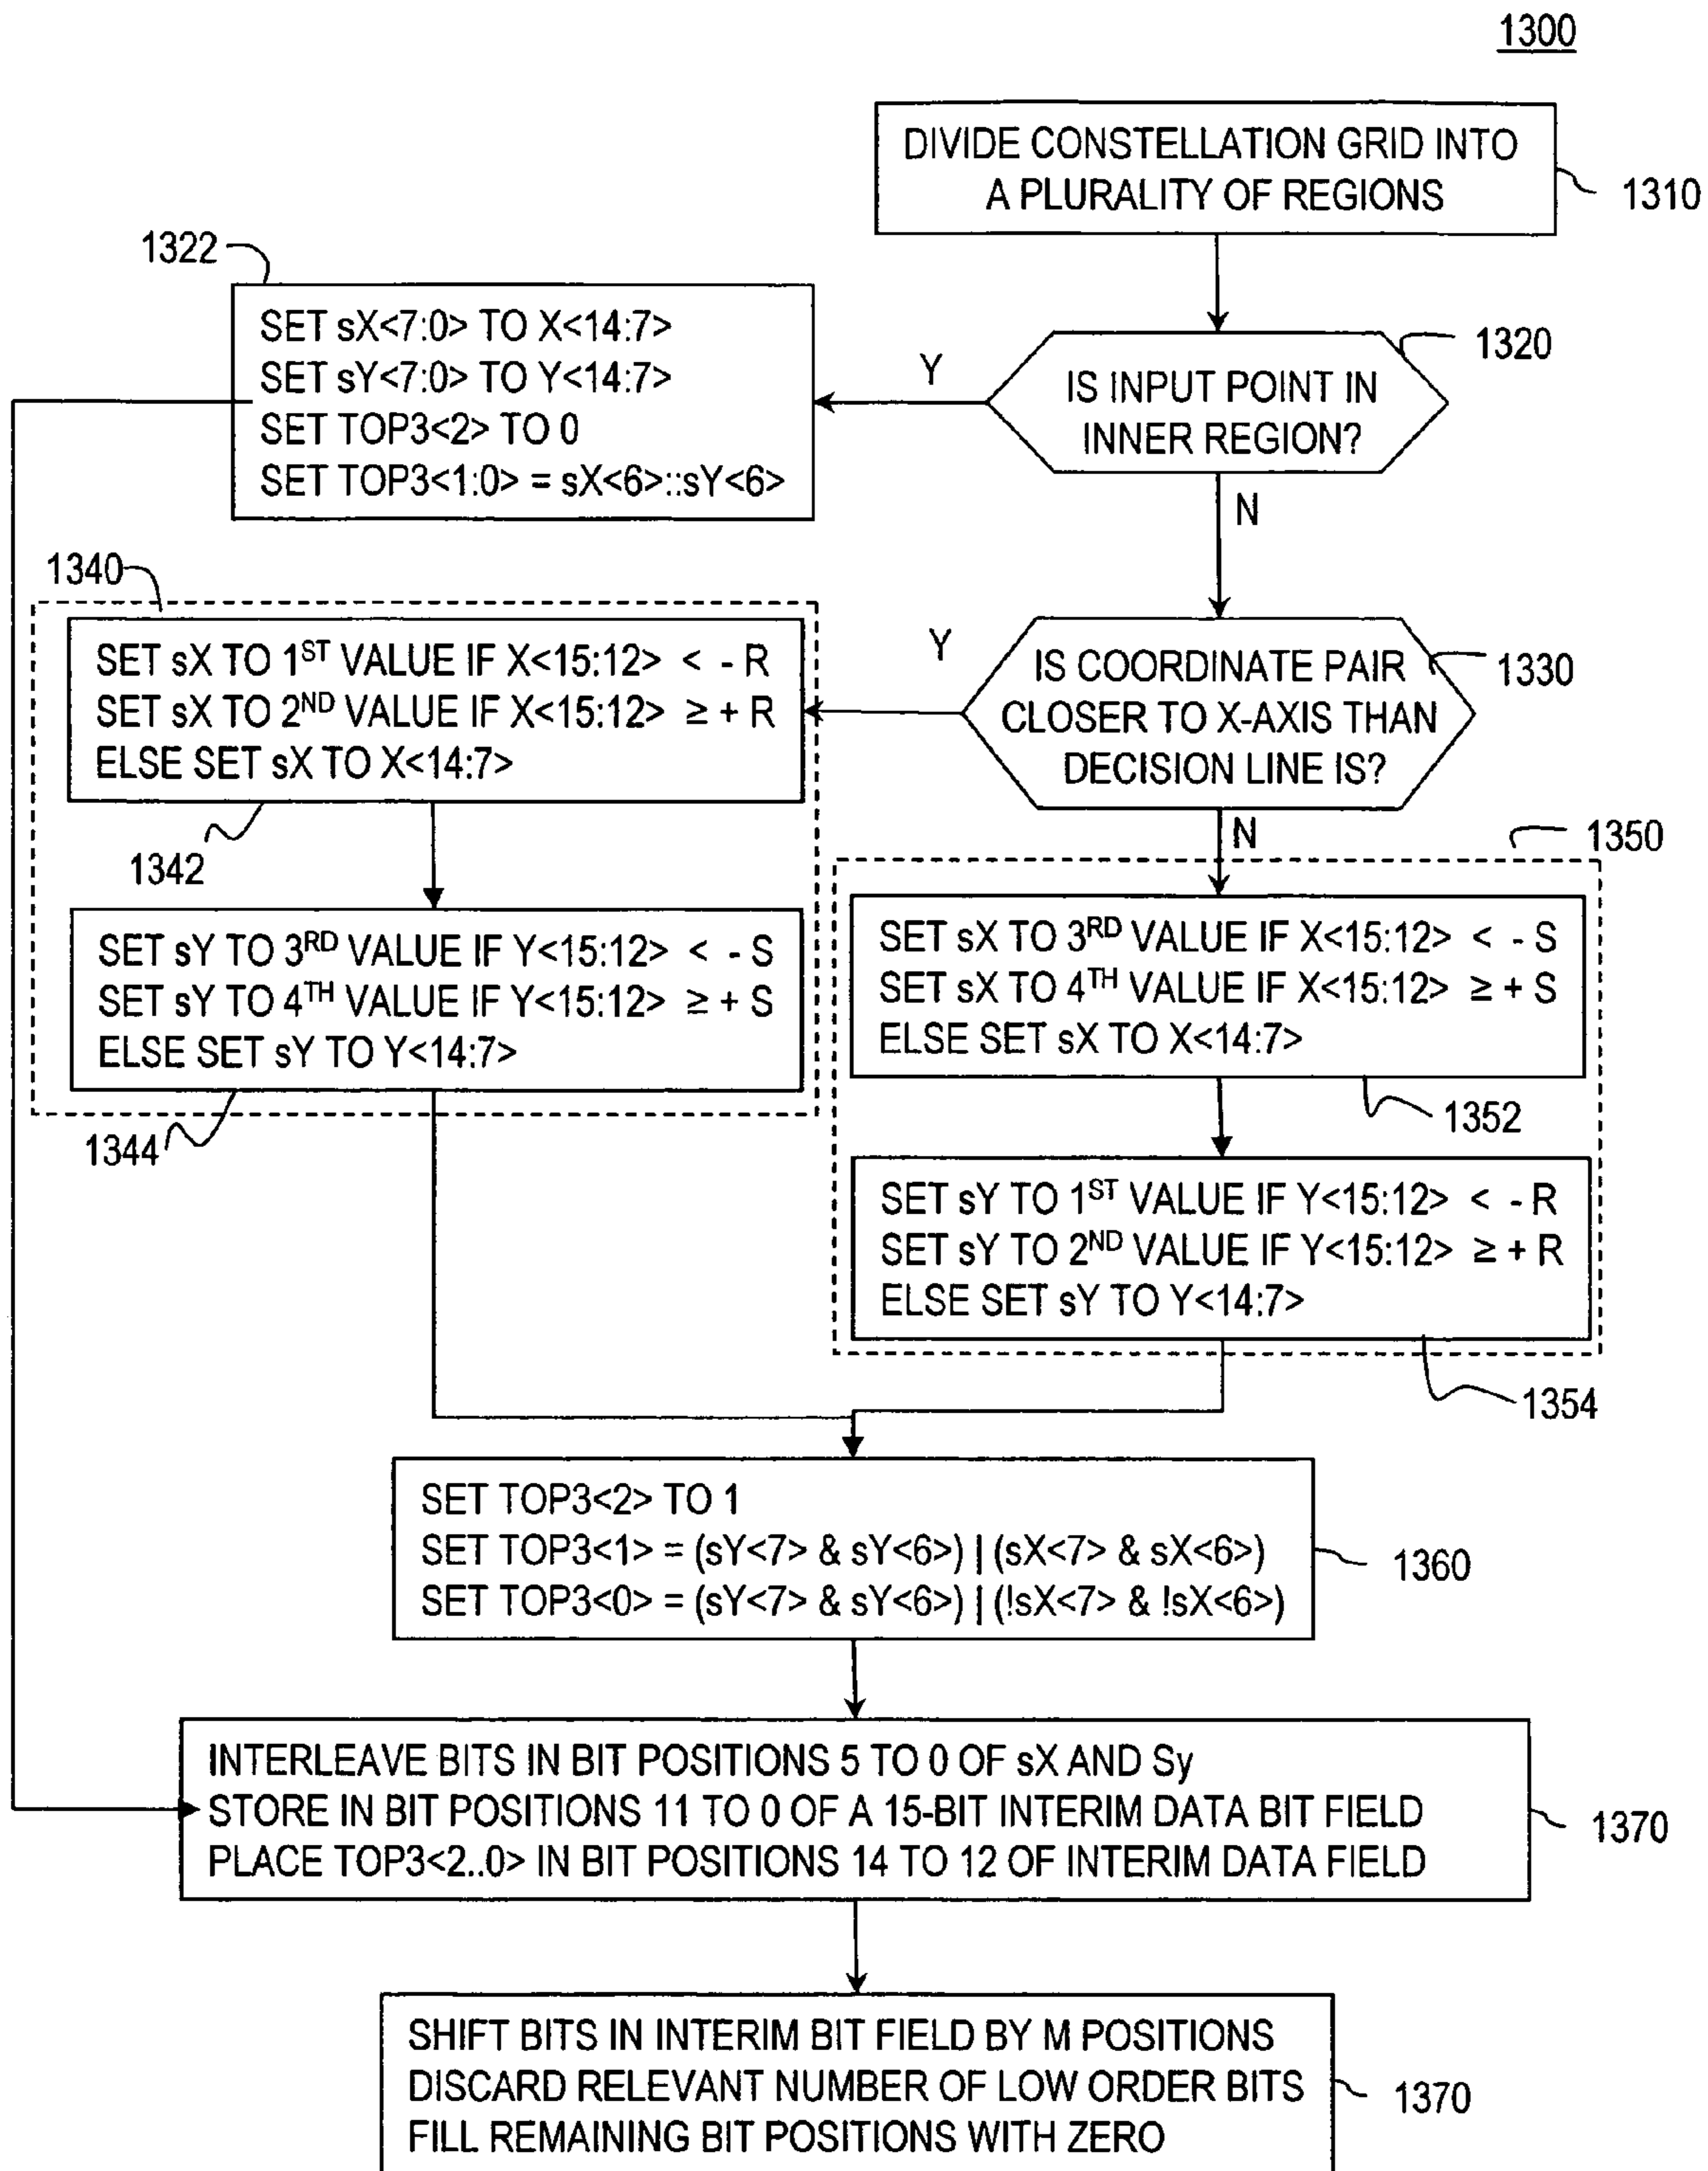 1300
DIVIDE CONSTELLATION GRID INTO
A PLURALITY OF REGIONS
1310
1322
SET sX<7:0> TO X<14:7>
SET sY<7:0> TO Y<14:7>
SET TOP3<2> TO 0
SET TOP3<1:0> = sX<6>::sY<6>
Y
IS INPUT POINT IN
INNER REGION?
1320
N
1340
SET sX TO 1ST VALUE IF X<15:12> < - R
SET sX TO 2ND VALUE IF X<15:12> ≥ + R
ELSE SET sX TO X<14:7>
1342
Y
IS COORDINATE PAIR
CLOSER TO X-AXIS THAN
DECISION LINE IS?
1330
N
1350
SET sY TO 3RD VALUE IF Y<15:12> < - S
SET sY TO 4TH VALUE IF Y<15:12> ≥ + S
ELSE SET sY TO Y<14:7>
1344
SET sX TO 3RD VALUE IF X<15:12> < - S
SET sX TO 4TH VALUE IF X<15:12> ≥ + S
ELSE SET sX TO X<14:7>
1352
SET sY TO 1ST VALUE IF Y<15:12> < - R
SET sY TO 2ND VALUE IF Y<15:12> ≥ + R
ELSE SET sY TO Y<14:7>
1354
SET TOP3<2> TO 1
SET TOP3<1> = (sY<7> & sY<6>) | (sX<7> & sX<6>)
SET TOP3<0> = (sY<7> & sY<6>) | (!sX<7> & !sX<6>)
1360
INTERLEAVE BITS IN BIT POSITIONS 5 TO 0 OF sX AND Sy
STORE IN BIT POSITIONS 11 TO 0 OF A 15-BIT INTERIM DATA BIT FIELD
PLACE TOP3<2..0> IN BIT POSITIONS 14 TO 12 OF INTERIM DATA FIELD
1370
SHIFT BITS IN INTERIM BIT FIELD BY M POSITIONS
DISCARD RELEVANT NUMBER OF LOW ORDER BITS
FILL REMAINING BIT POSITIONS WITH ZERO
1370